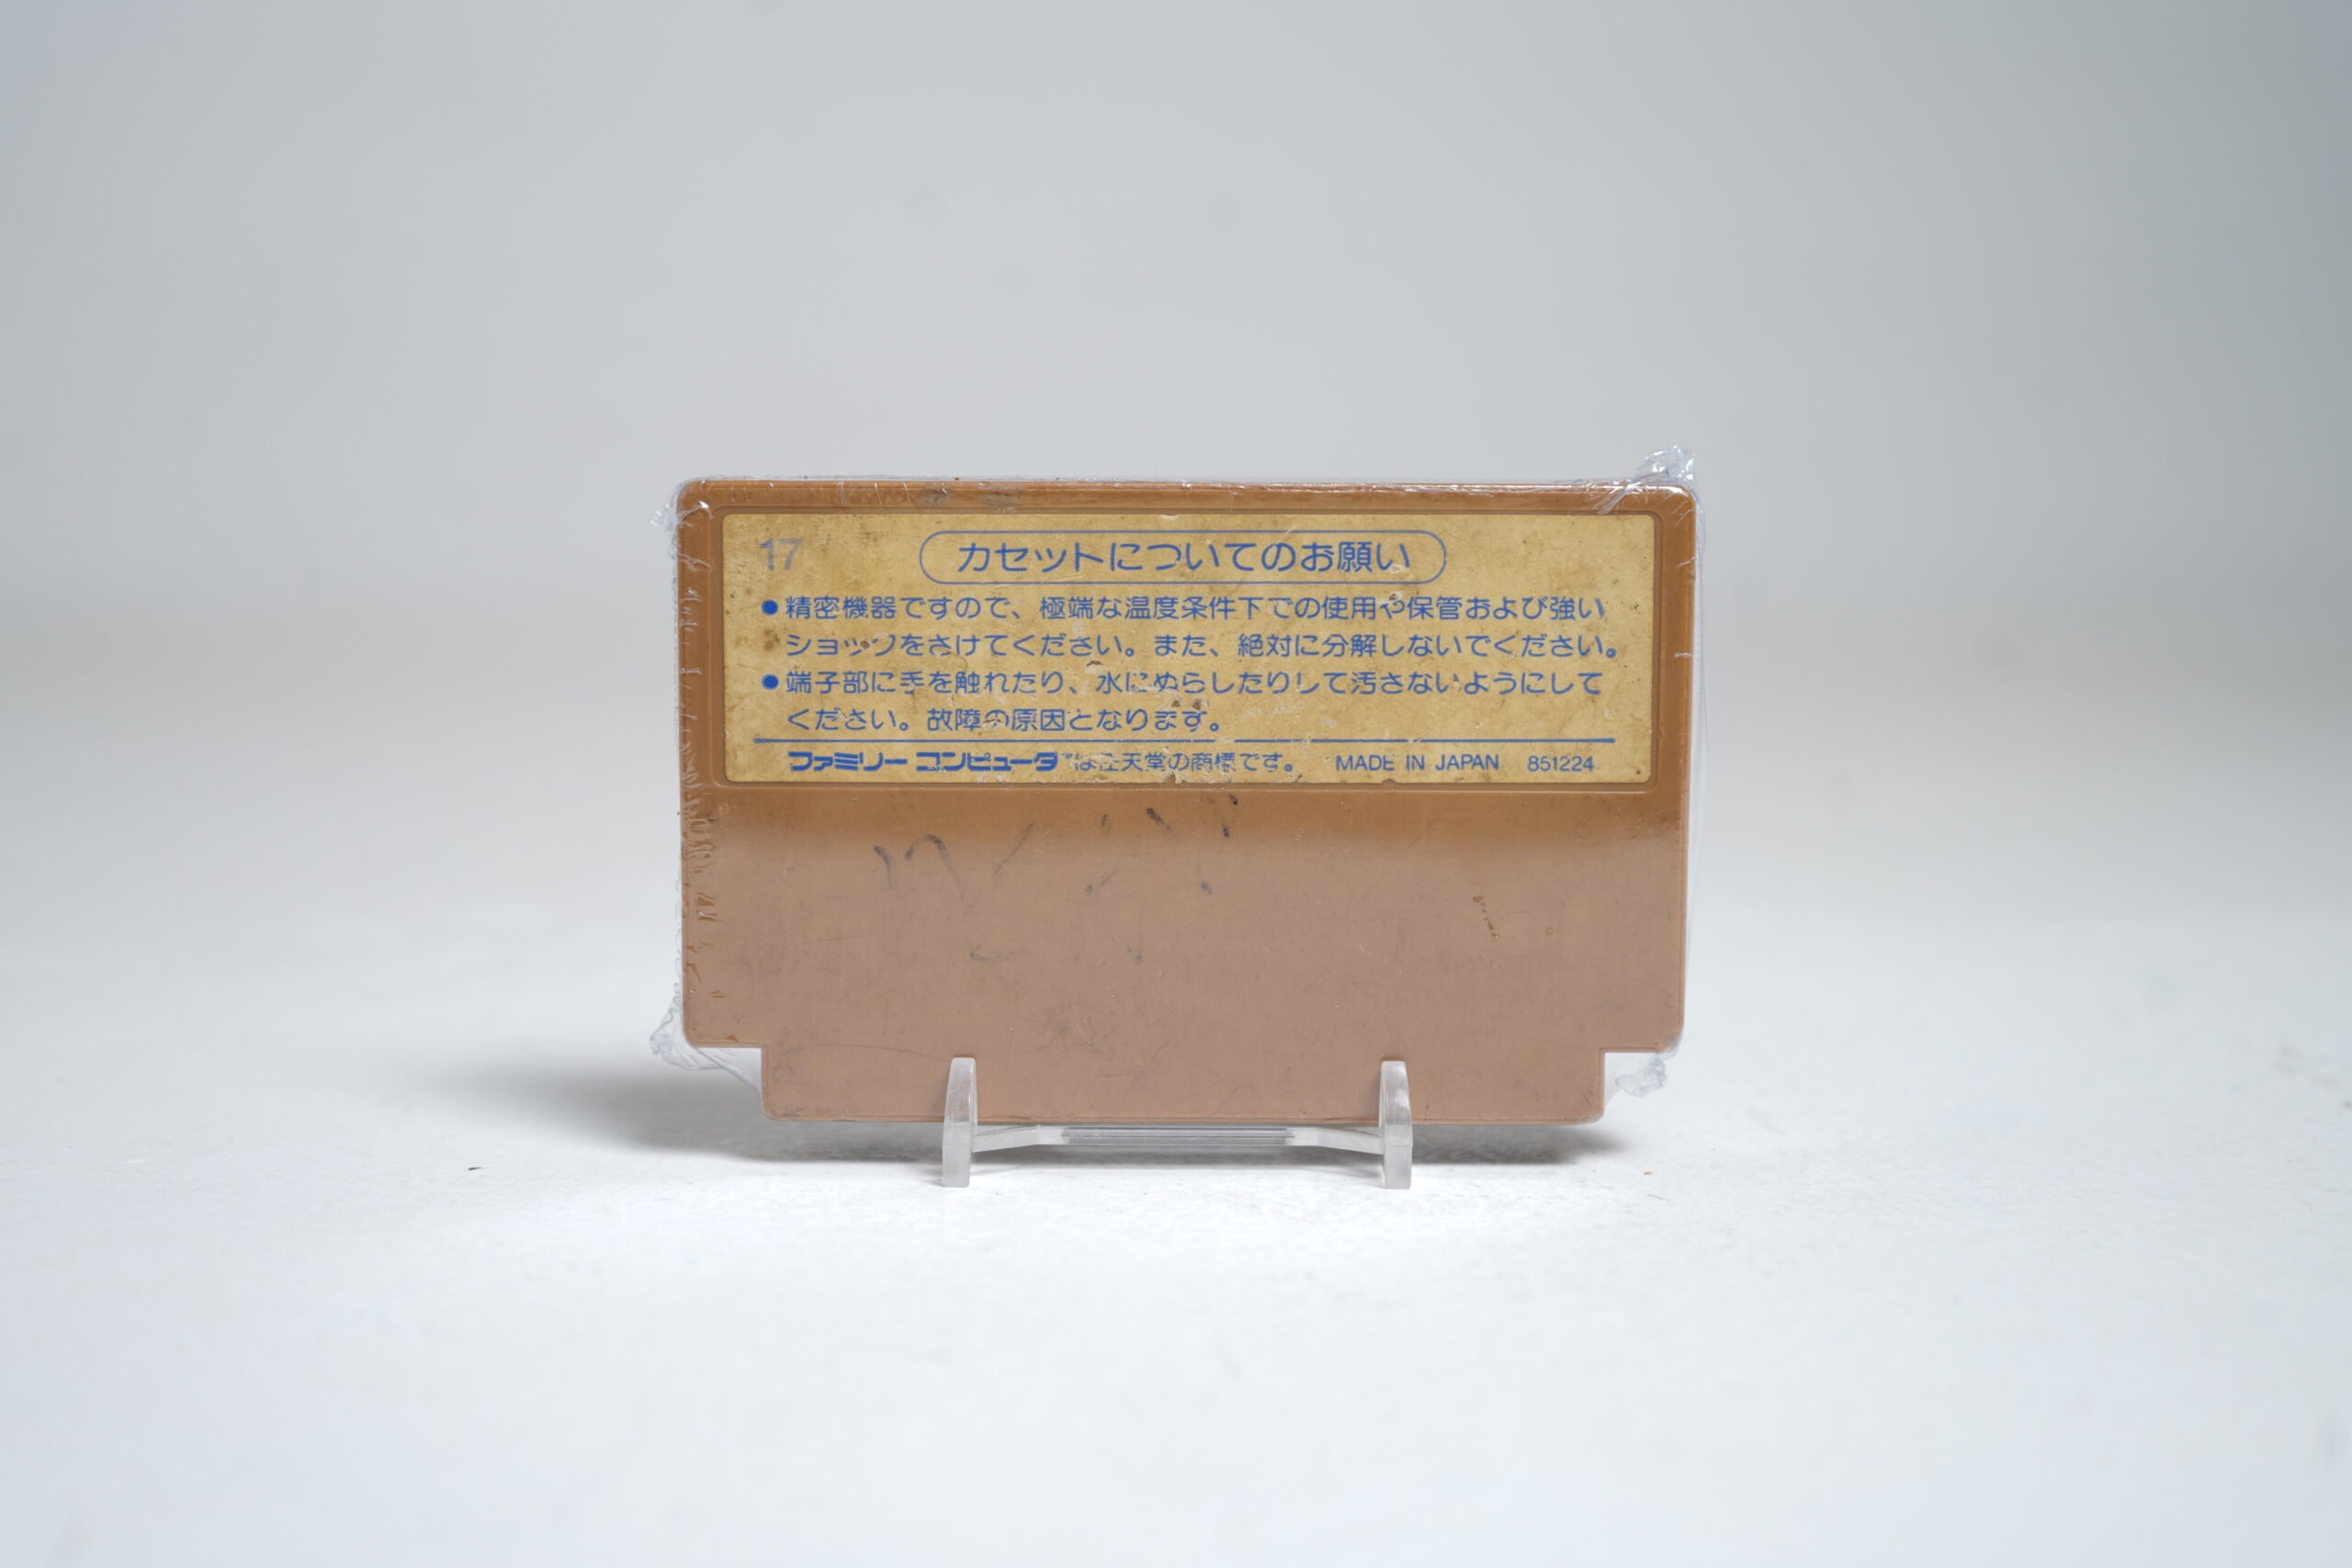 17
カセットについてのお願い
●精密機器ですので、極端な温度条件下での使用や保管および強い
ショックをさけてください。また、絶対に分解しないでください。
●端子部に手を触れたり、水にぬらしたりして汚さないようにして
ください。故障の原因となります。
ファミリーコンピュータ™は任天堂の商標です。 MADE IN JAPAN 851224